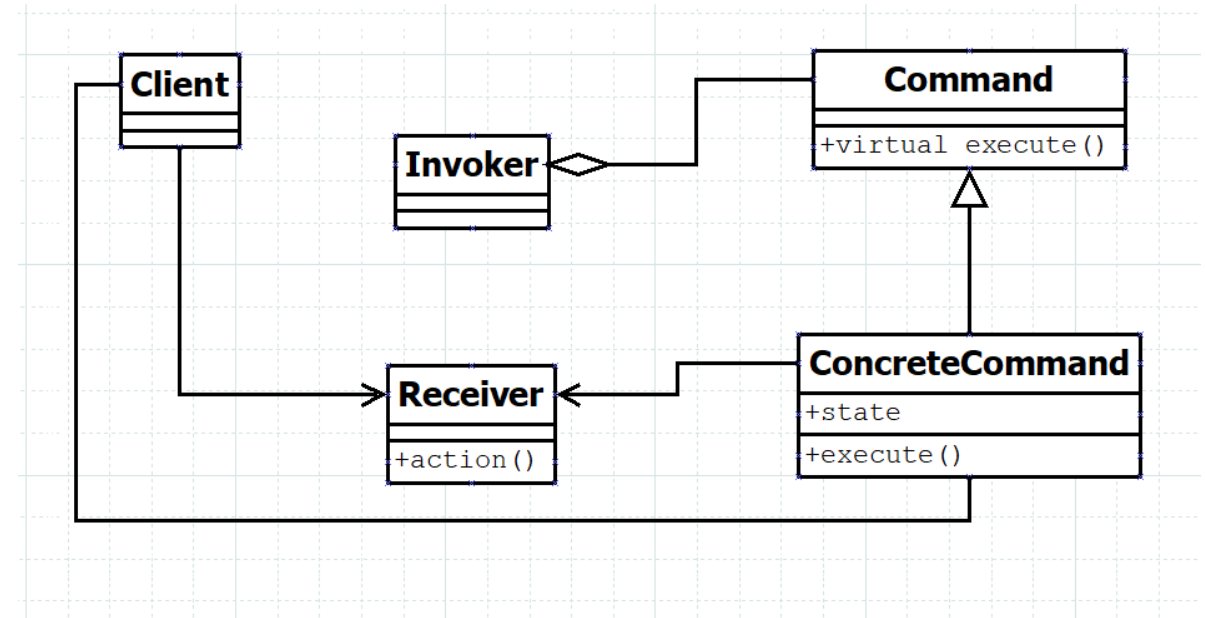 Client
Command
+virtual execute()
Invoker
ConcreteCommand
+state
+execute()
Receiver
+action()